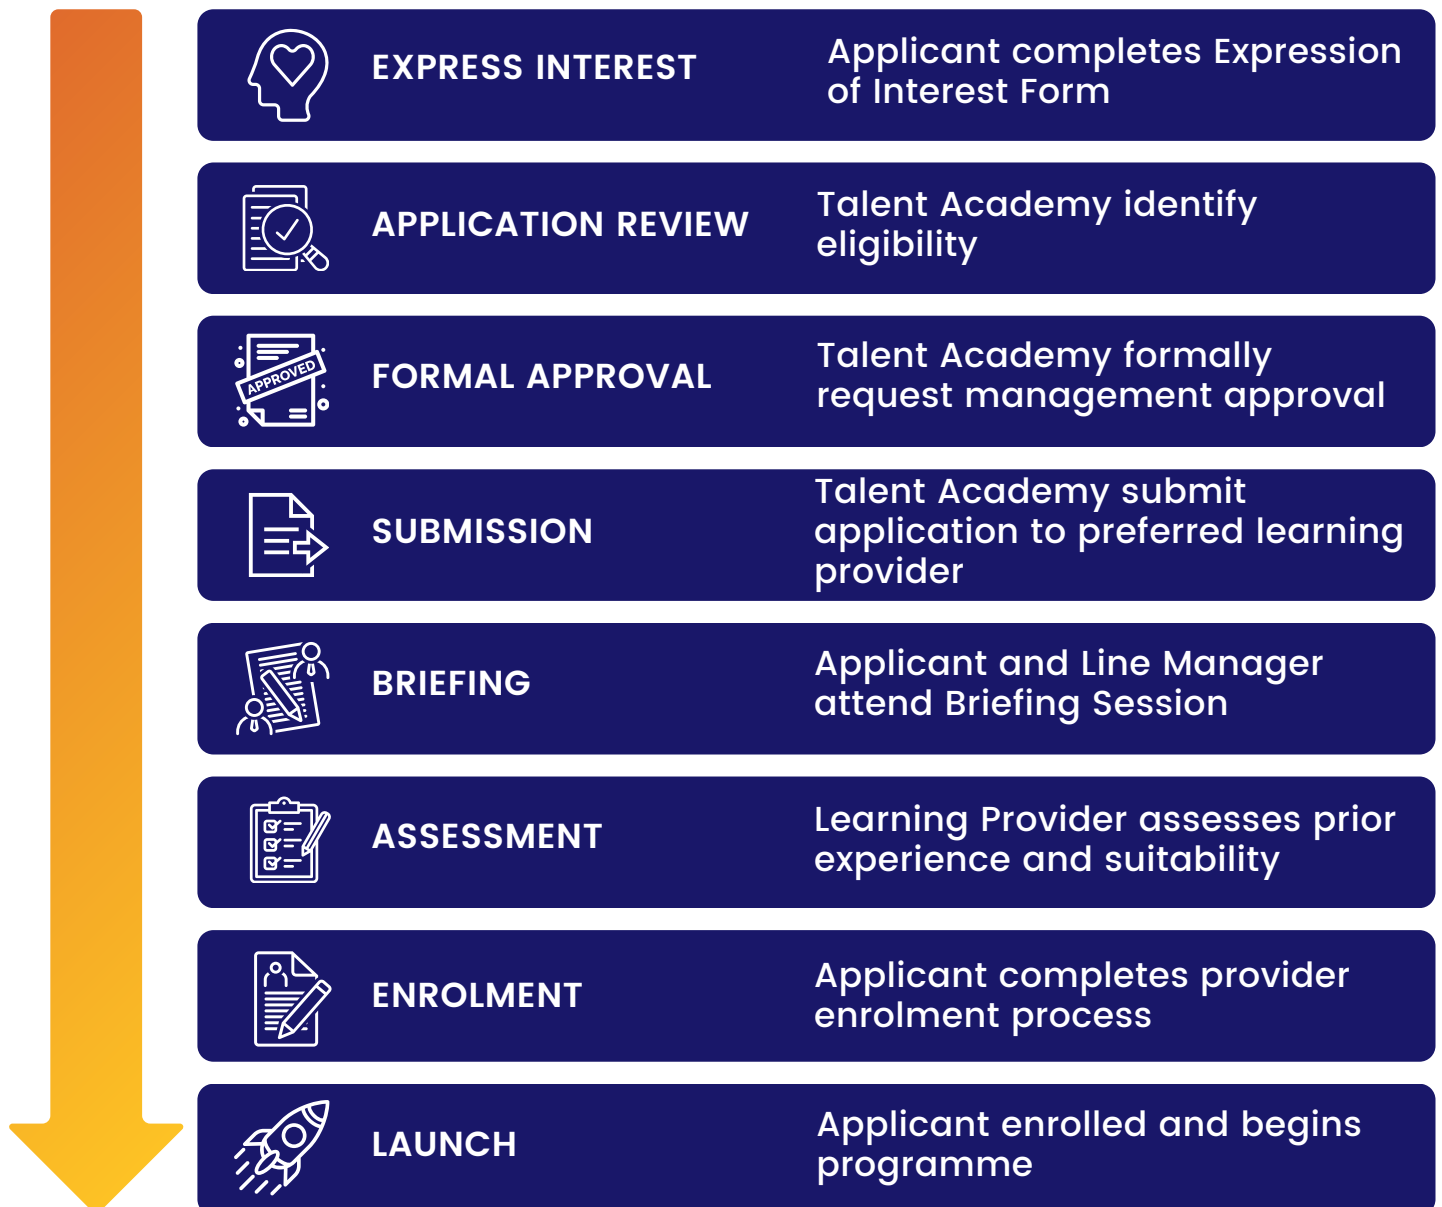 EXPRESS INTEREST
Applicant completes Expression
of Interest Form
APPLICATION REVIEW
Talent Academy identify
eligibility
APPROVED
FORMAL APPROVAL
Talent Academy formally
request management approval
SUBMISSION
Talent Academy submit
application to preferred learning
provider
BRIEFING
Applicant and Line Manager
attend Briefing Session
ASSESSMENT
Learning Provider assesses prior
experience and suitability
ENROLMENT
Applicant completes provider
enrolment process
LAUNCH
Applicant enrolled and begins
programme